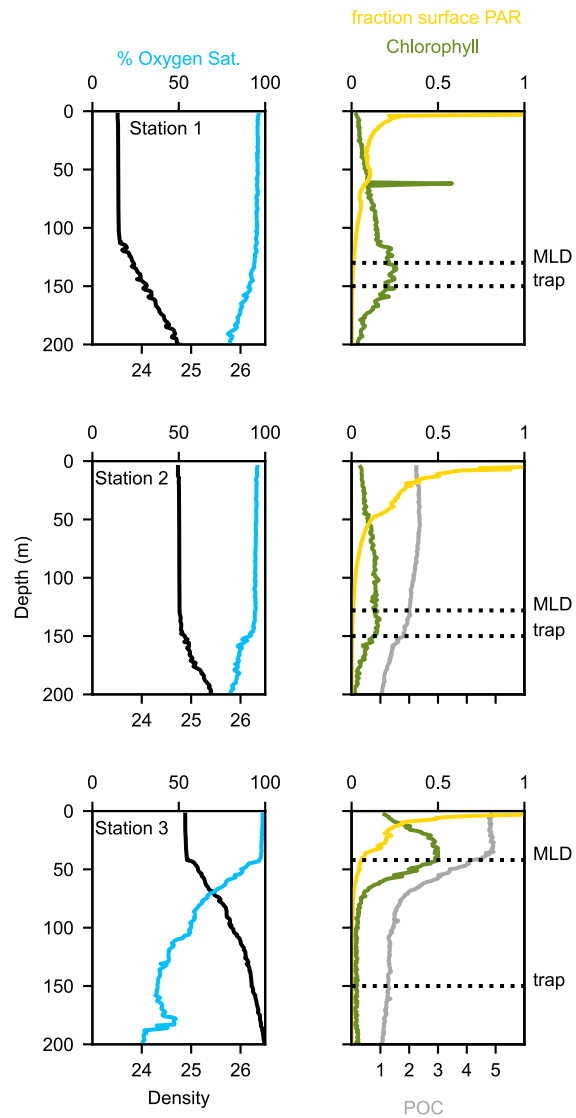 fraction surface PAR
% Oxygen Sat.
Chlorophyll
0 50 100
0 0.5 1
0
50
100
150
200
Station 1
MLD
trap
24 25 26
0 50 100
0 0.5 1
Depth (m)
0
50
100
150
200
Station 2
MLD
trap
24 25 26
0 50 100
0 0.5 1
0
50
100
150
200
Station 3
MLD
trap
24 25 26
1 2 3 4 5
Density
POC